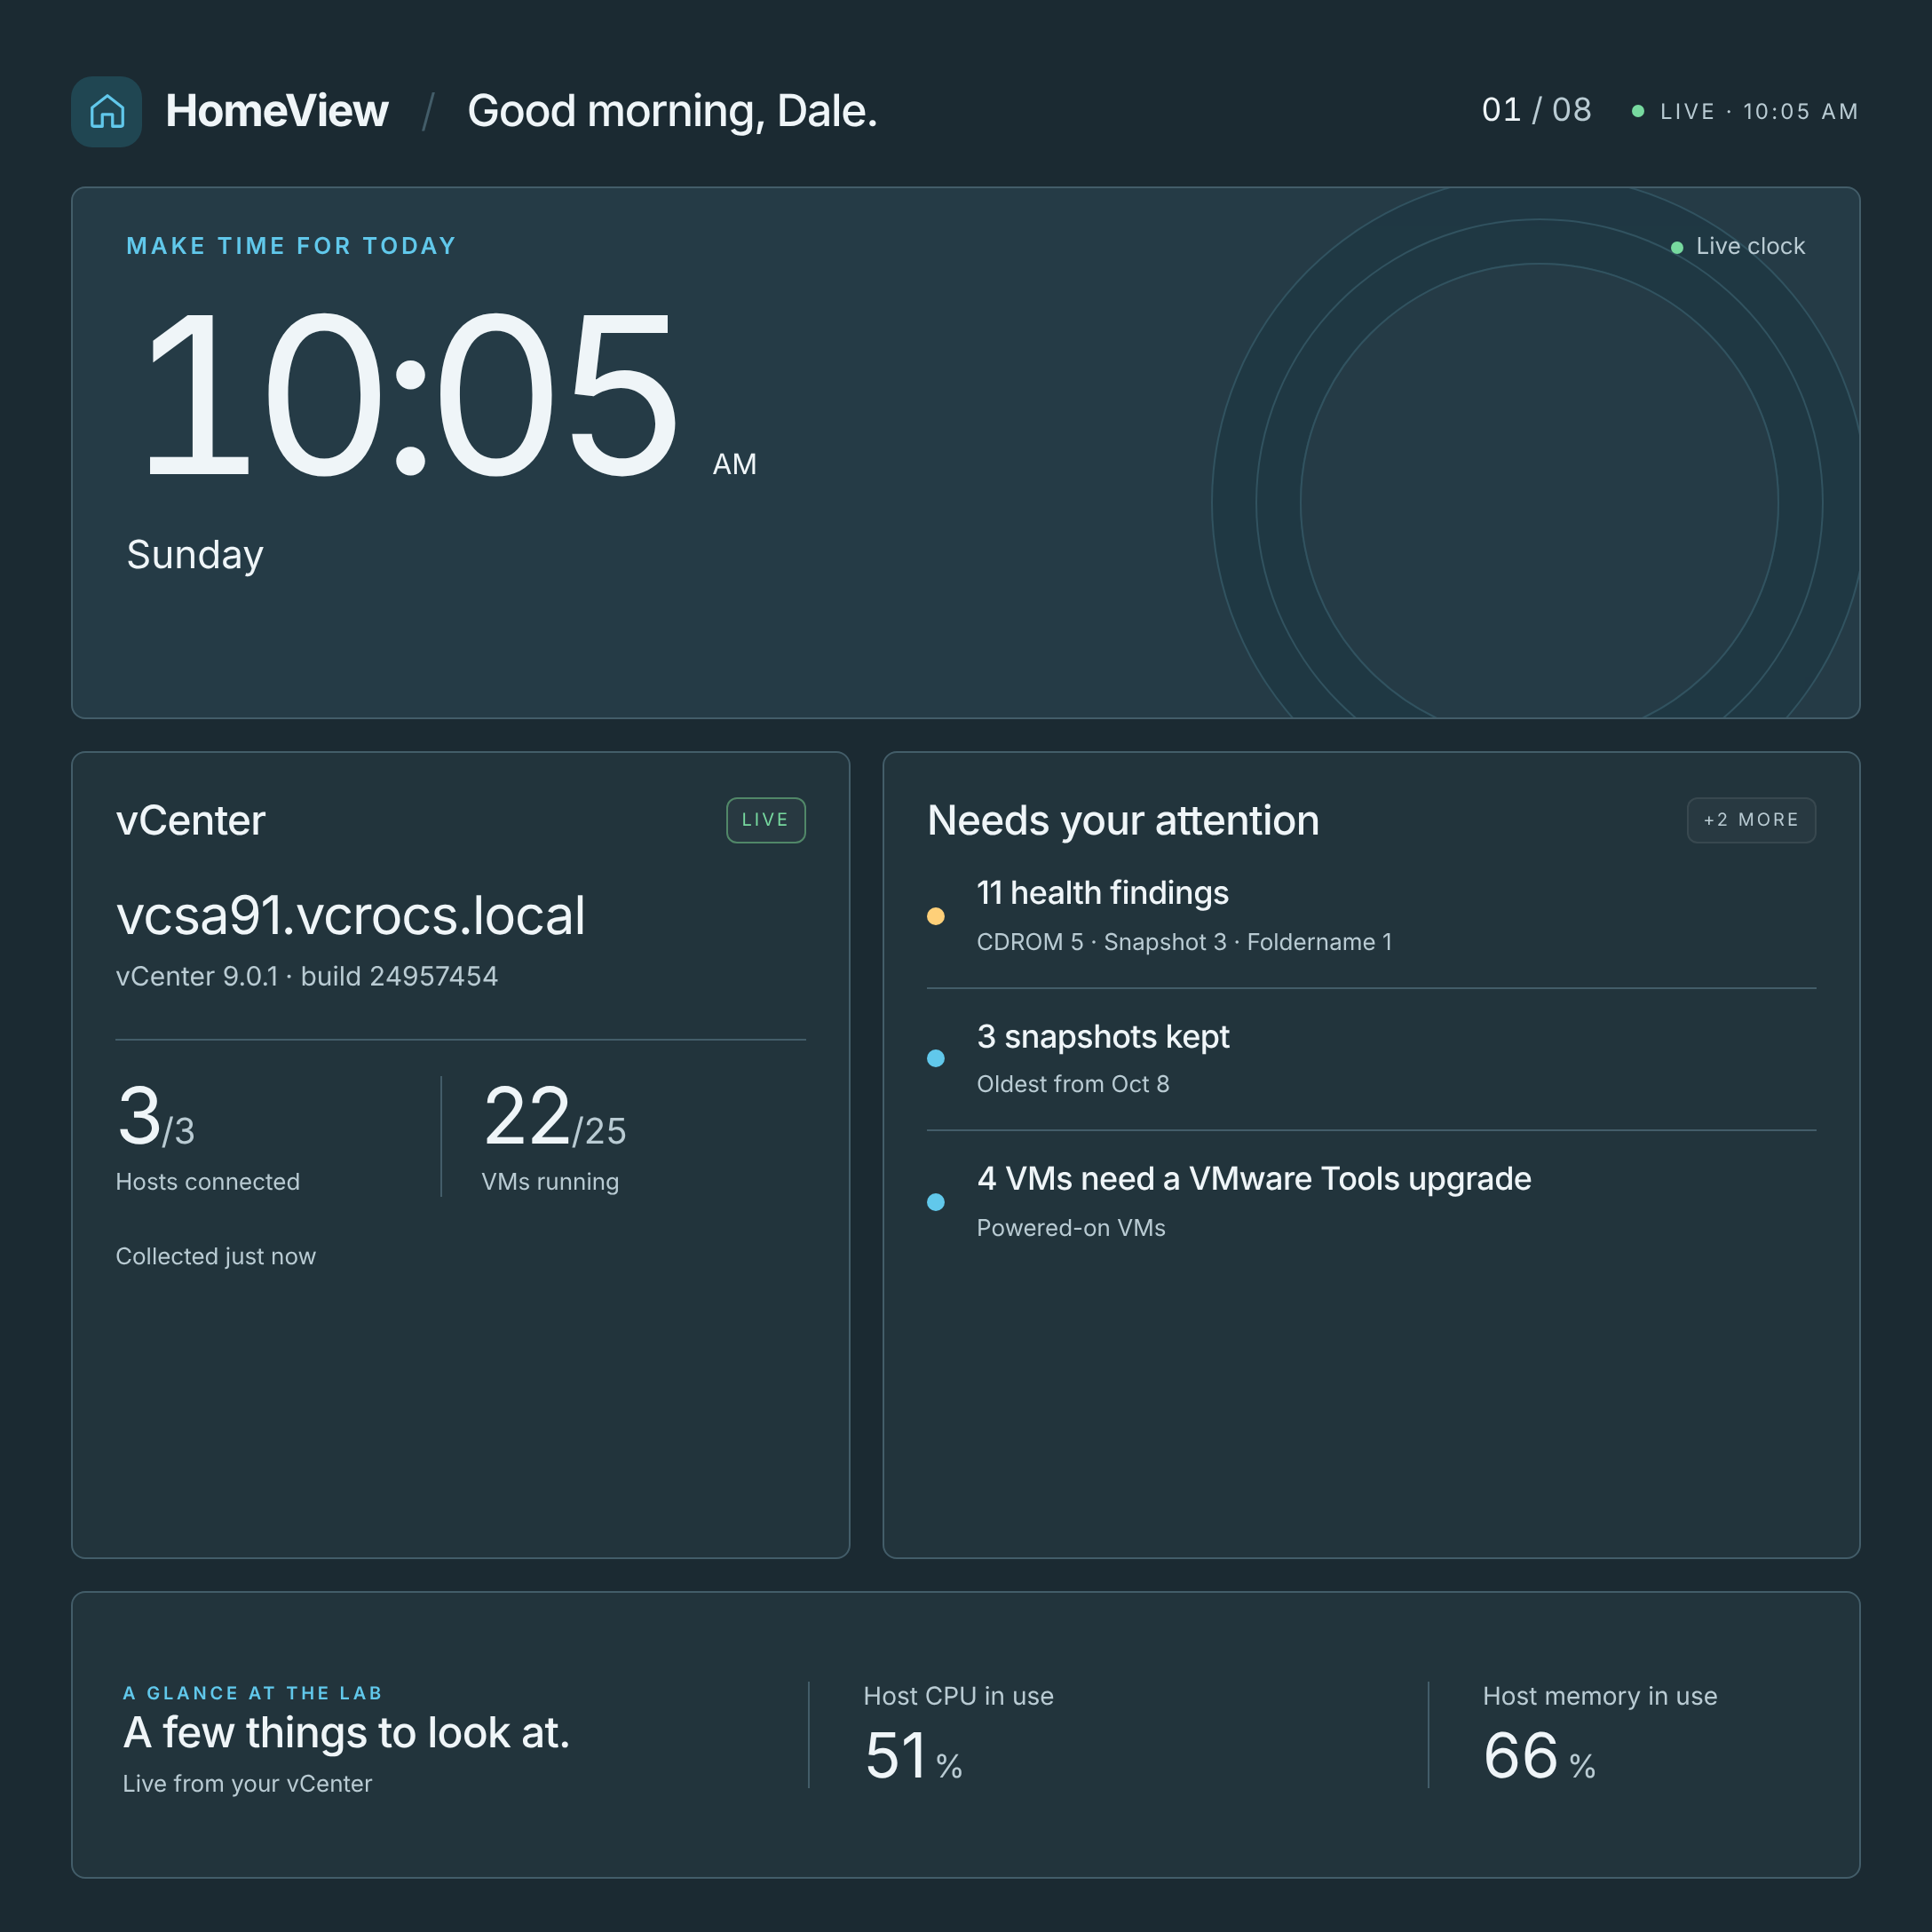 HomeView / Good morning, Dale.
01 / 08
LIVE · 10:05 AM
MAKE TIME FOR TODAY
Live clock
10:05 AM
Sunday
vCenter
LIVE
vcsa91.vcrocs.local
vCenter 9.0.1 · build 24957454
3/3
Hosts connected
22/25
VMs running
Collected just now
Needs your attention
+2 MORE
11 health findings
CDROM 5 · Snapshot 3 · Foldername 1
3 snapshots kept
Oldest from Oct 8
4 VMs need a VMware Tools upgrade
Powered-on VMs
A GLANCE AT THE LAB
A few things to look at.
Live from your vCenter
Host CPU in use
51 %
Host memory in use
66 %